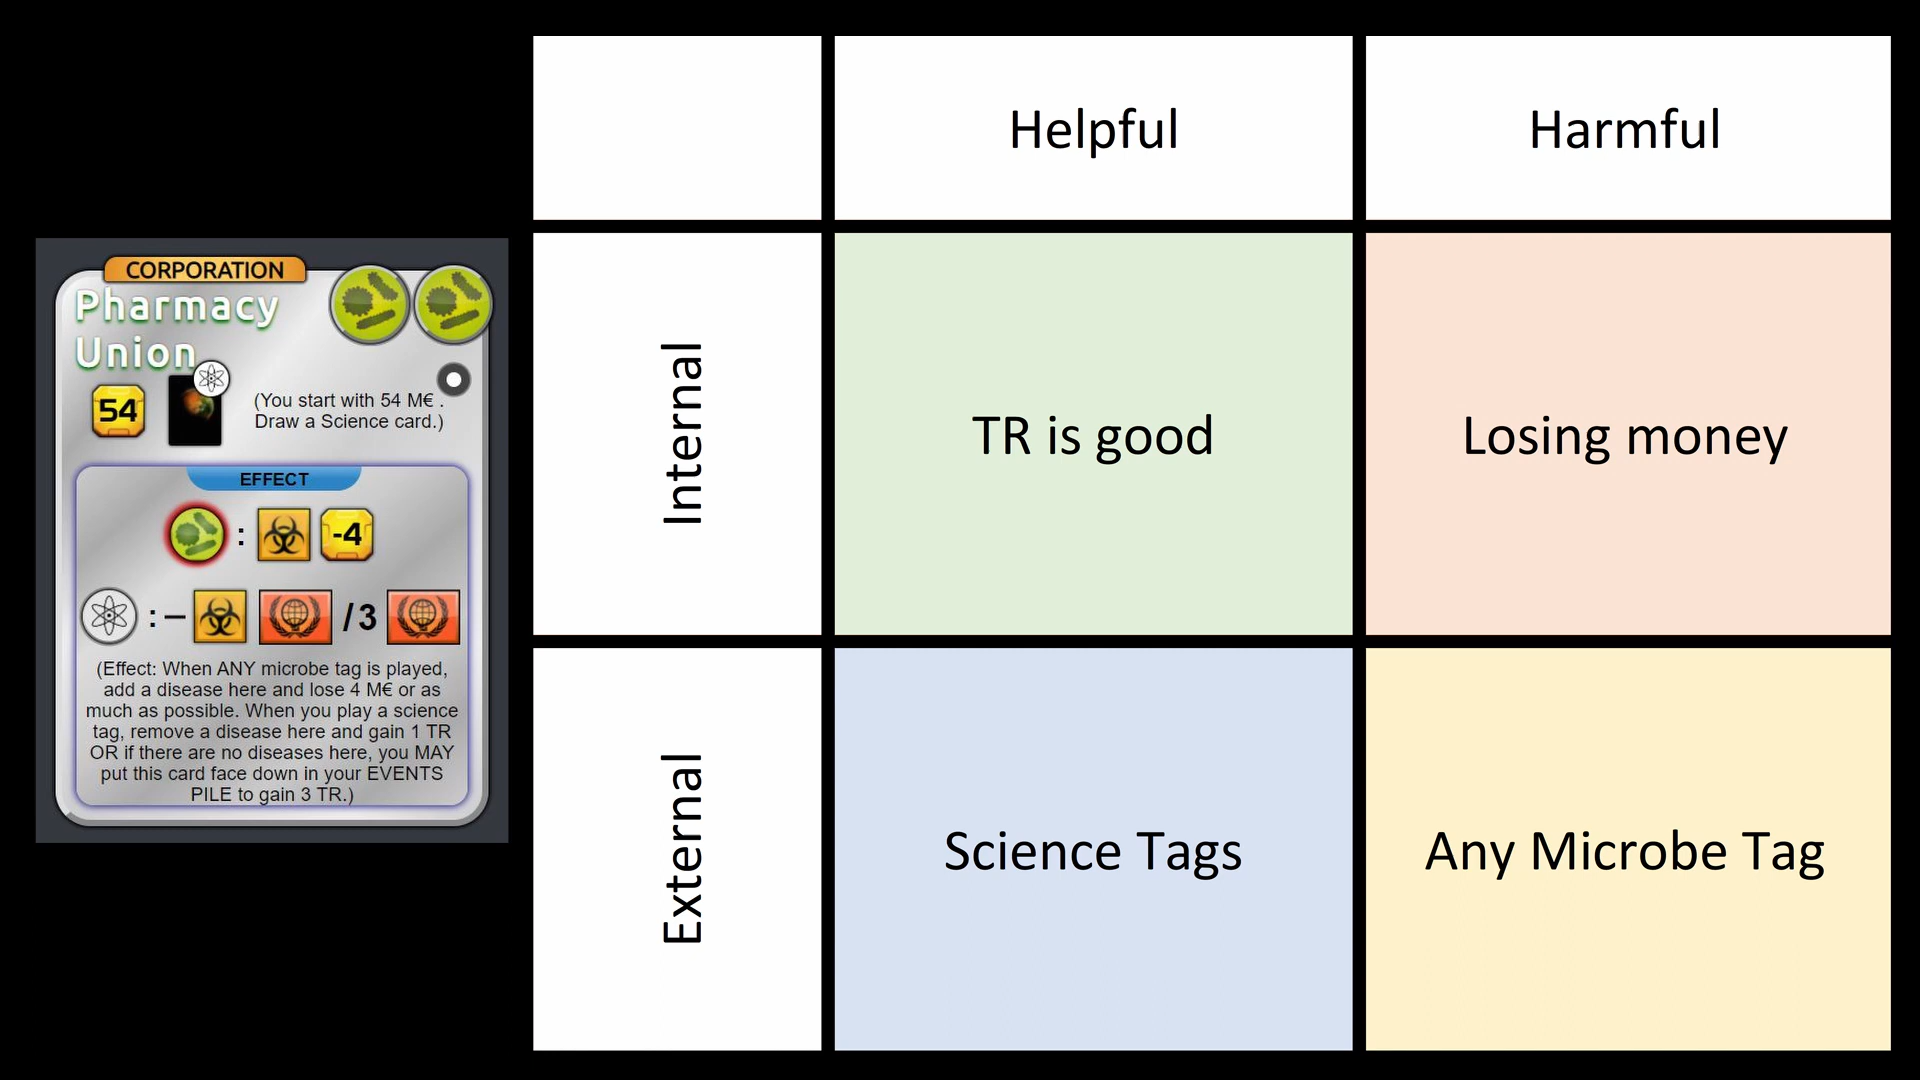 CORPORATION
Pharmacy
Union
54
(You start with 54 M€ .
Draw a Science card.)
EFFECT
: -4
: – / 3
(Effect: When ANY microbe tag is played,
add a disease here and lose 4 M€ or as
much as possible. When you play a science
tag, remove a disease here and gain 1 TR
OR if there are no diseases here, you MAY
put this card face down in your EVENTS
PILE to gain 3 TR.)
Helpful
Harmful
Internal
TR is good
Losing money
External
Science Tags
Any Microbe Tag